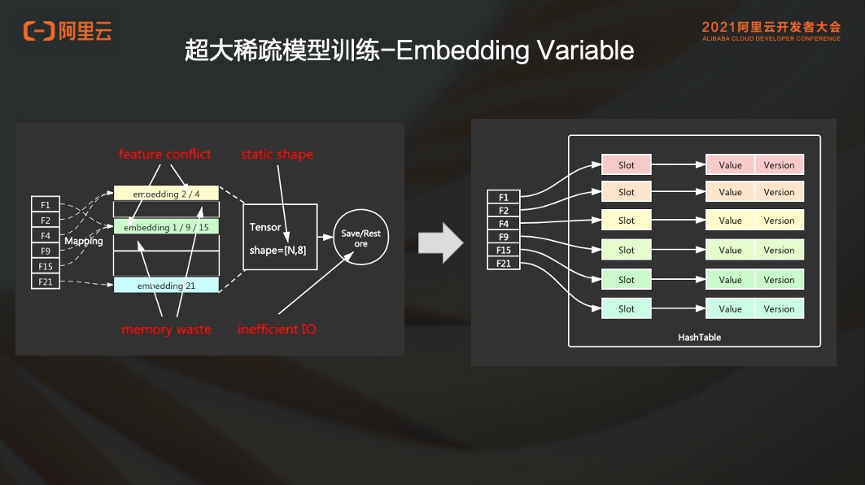 阿里云
2021阿里云开发者大会
ALIBABA CLOUD DEVELOPER CONFERENCE
超大稀疏模型训练-Embedding Variable
feature conflict
static shape
F1
F2
F4
F9
F15
F21
Mapping
embedding 2 / 4
embedding 1 / 9 / 15
embedding 21
Tensor
shape=[N,8]
Save/Rest
ore
memory waste
inefficient IO
F1
F2
F4
F9
F15
F21
Slot Value Version
Slot Value Version
Slot Value Version
Slot Value Version
Slot Value Version
Slot Value Version
HashTable